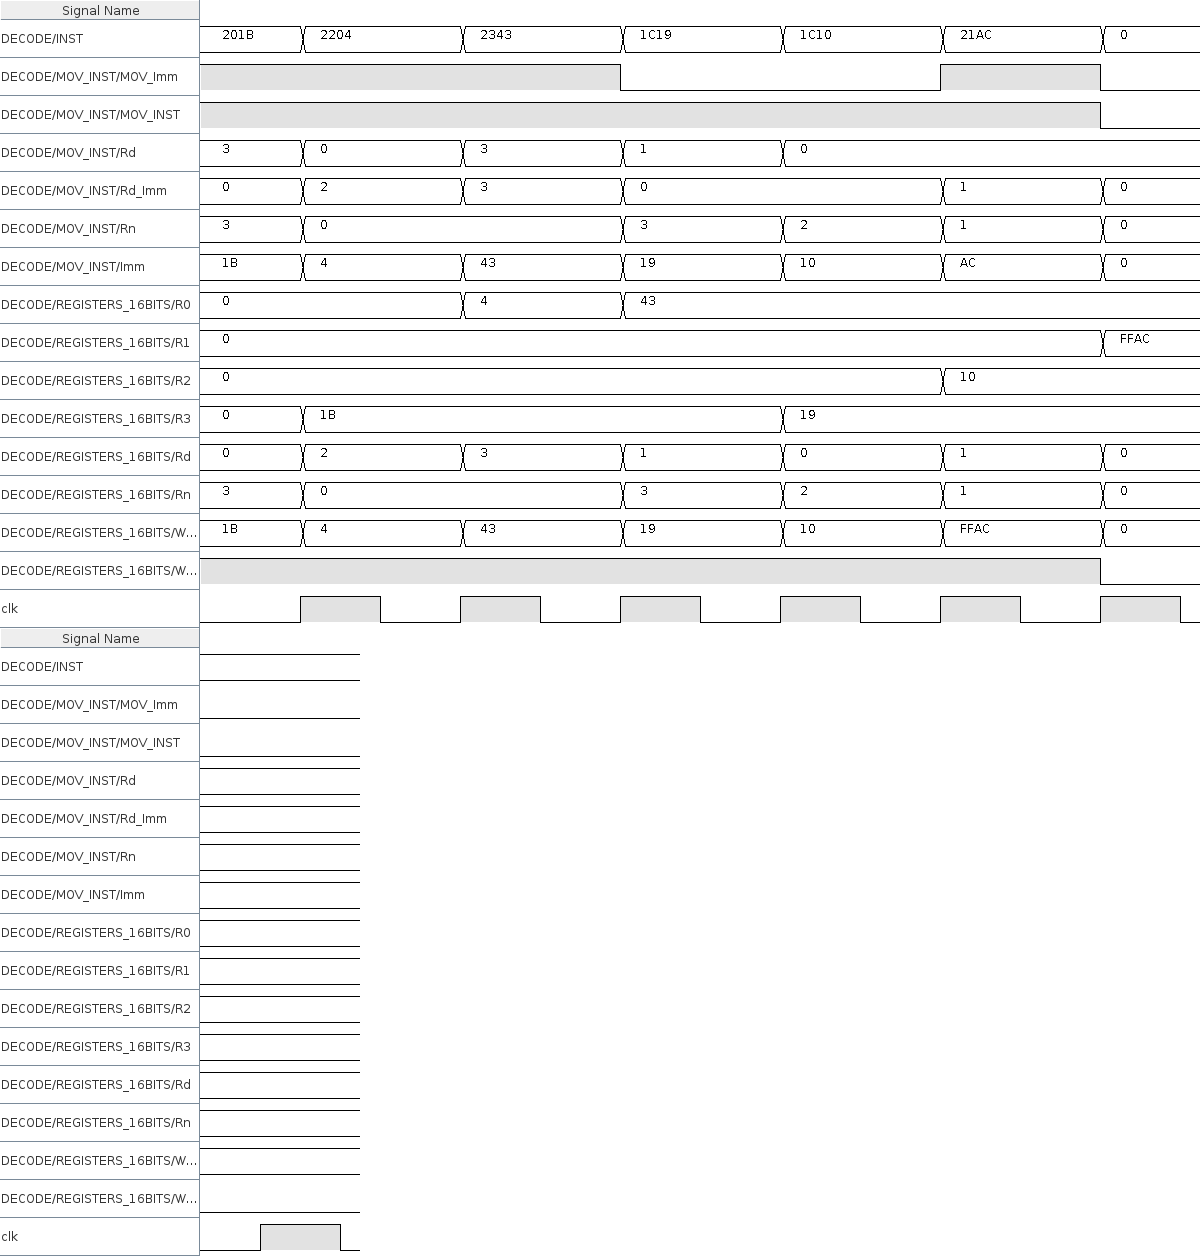 Signal Name
DECODE/INST 201B 2204 2343 1C19 1C10 21AC 0
DECODE/MOV_INST/MOV_Imm
DECODE/MOV_INST/MOV_INST
DECODE/MOV_INST/Rd 3 0 3 1 0
DECODE/MOV_INST/Rd_Imm 0 2 3 0 1 0
DECODE/MOV_INST/Rn 3 0 3 2 1 0
DECODE/MOV_INST/Imm 1B 4 43 19 10 AC 0
DECODE/REGISTERS_16BITS/R0 0 4 43
DECODE/REGISTERS_16BITS/R1 0 FFAC
DECODE/REGISTERS_16BITS/R2 0 10
DECODE/REGISTERS_16BITS/R3 0 1B 19
DECODE/REGISTERS_16BITS/Rd 0 2 3 1 0 1 0
DECODE/REGISTERS_16BITS/Rn 3 0 3 2 1 0
DECODE/REGISTERS_16BITS/W... 1B 4 43 19 10 FFAC 0
DECODE/REGISTERS_16BITS/W...
clk
Signal Name
DECODE/INST
DECODE/MOV_INST/MOV_Imm
DECODE/MOV_INST/MOV_INST
DECODE/MOV_INST/Rd
DECODE/MOV_INST/Rd_Imm
DECODE/MOV_INST/Rn
DECODE/MOV_INST/Imm
DECODE/REGISTERS_16BITS/R0
DECODE/REGISTERS_16BITS/R1
DECODE/REGISTERS_16BITS/R2
DECODE/REGISTERS_16BITS/R3
DECODE/REGISTERS_16BITS/Rd
DECODE/REGISTERS_16BITS/Rn
DECODE/REGISTERS_16BITS/W...
DECODE/REGISTERS_16BITS/W...
clk